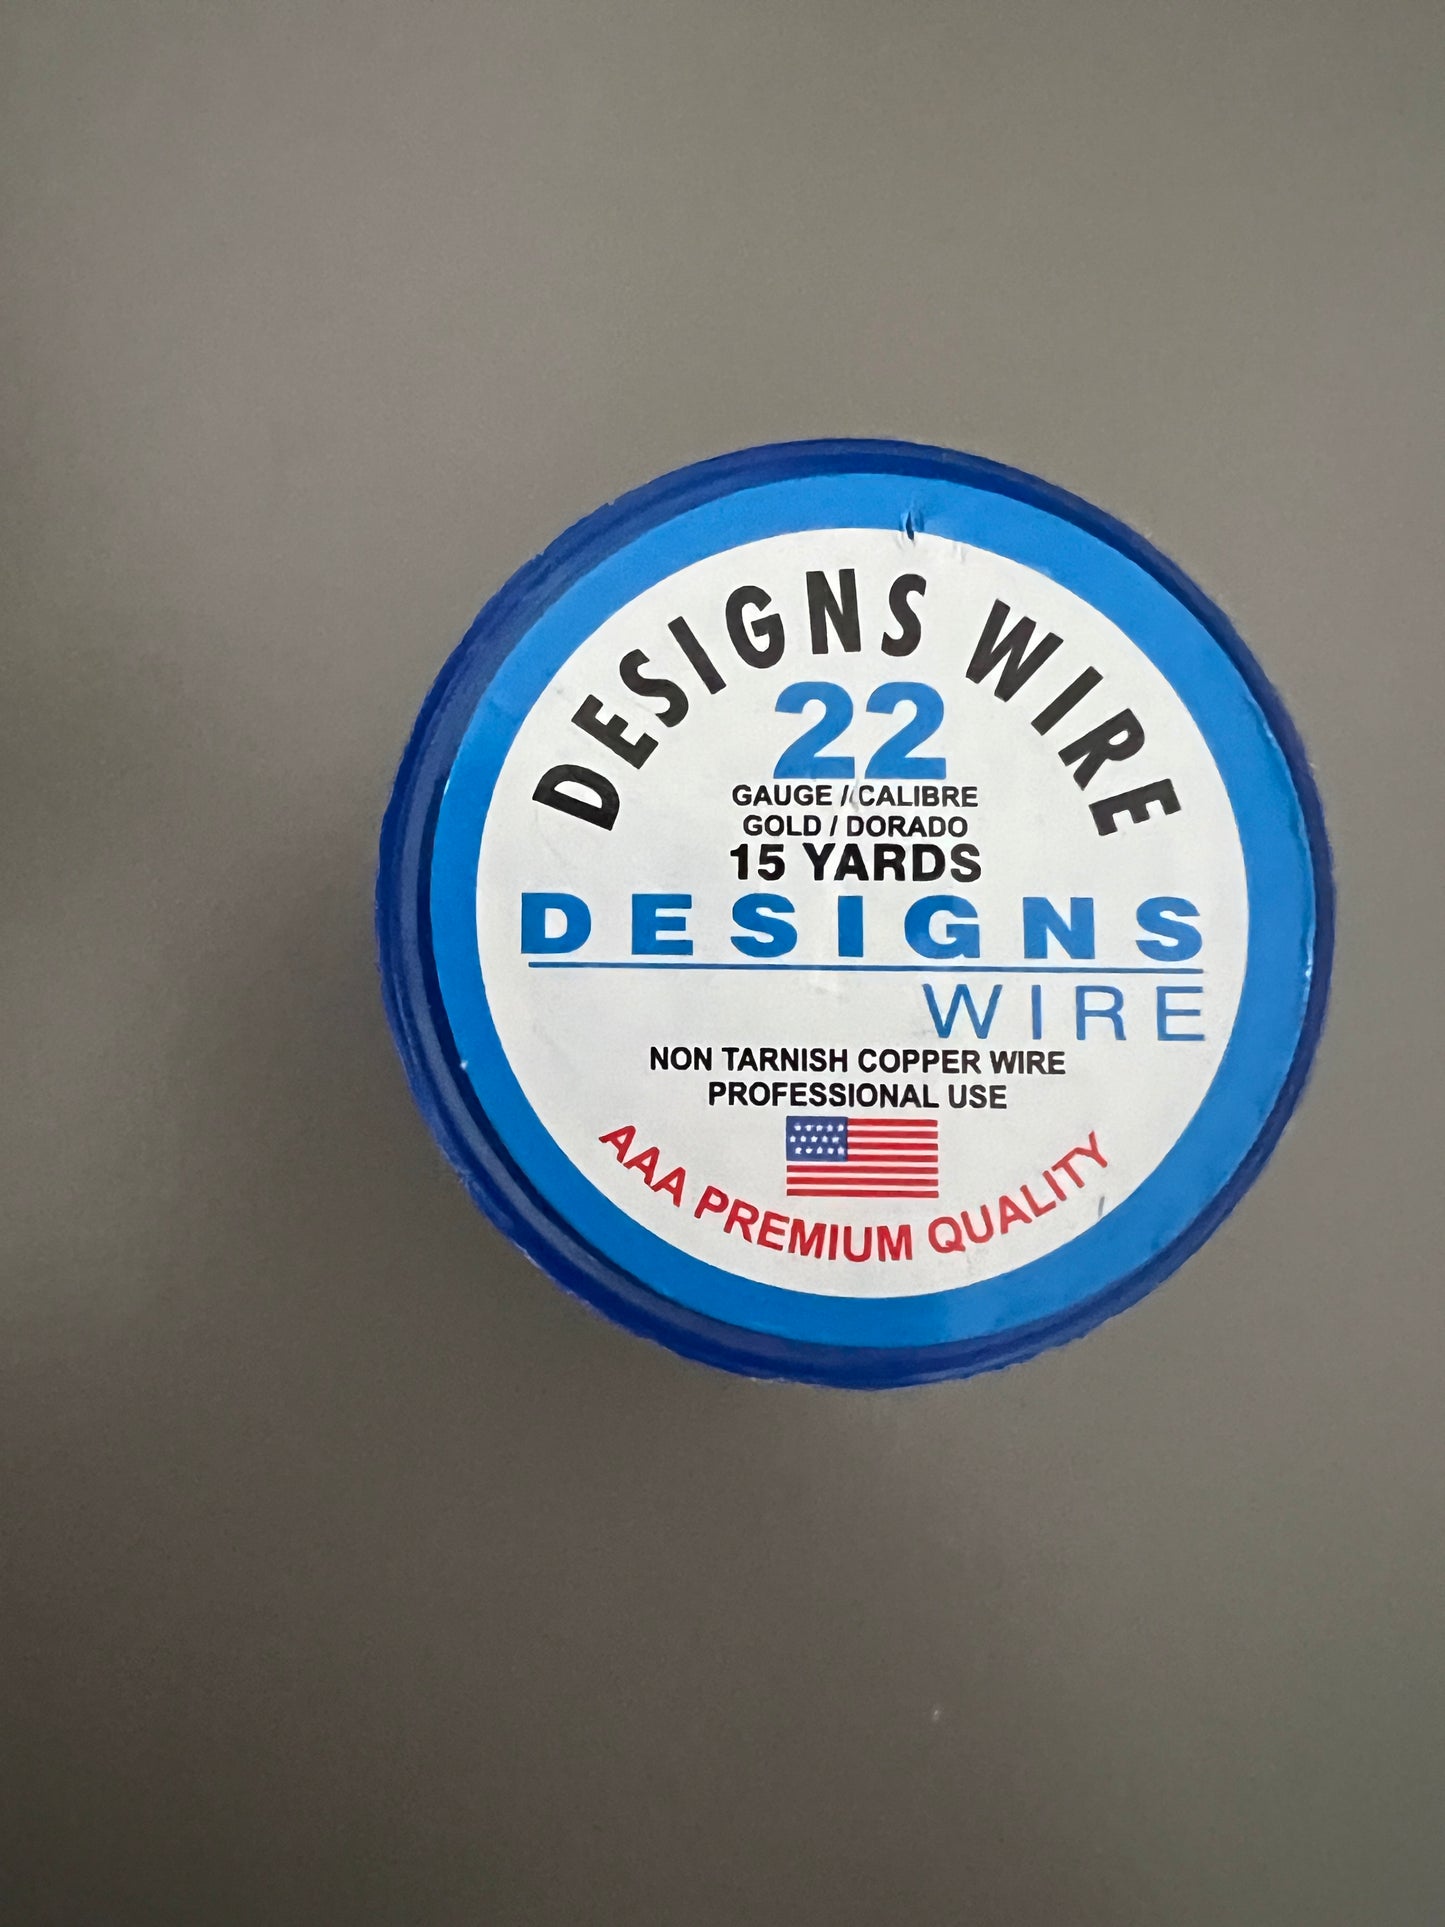 DESIGNS WIRE
22
GAUGE / CALIBRE
GOLD / DORADO
15 YARDS
DESIGNS
WIRE
NON TARNISH COPPER WIRE
PROFESSIONAL USE
AAA PREMIUM QUALITY